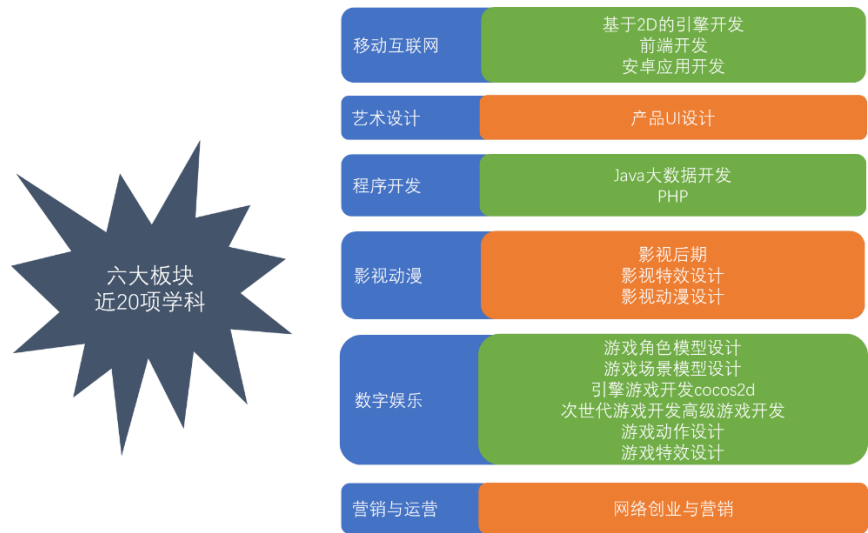 六大板块
近20项学科
移动互联网
基于2D的引擎开发
前端开发
安卓应用开发
艺术设计
产品UI设计
程序开发
Java大数据开发
PHP
影视动漫
影视后期
影视特效设计
影视动漫设计
数字娱乐
游戏角色模型设计
游戏场景模型设计
引擎游戏开发cocos2d
次世代游戏开发高级游戏开发
游戏动作设计
游戏特效设计
营销与运营
网络创业与营销